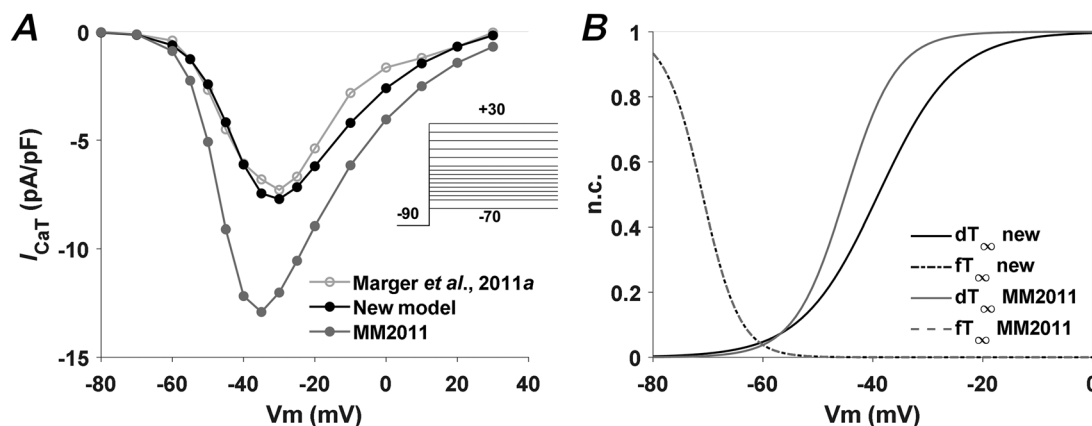 A
0
-5
-10
-15
I_CaT (pA/pF)
-80 -60 -40 -20 0 20 40
Vm (mV)
+30
-90
-70
Marger et al., 2011a
New model
MM2011
B
1
0.8
0.6
0.4
0.2
0
n.c.
-80 -60 -40 -20 0
Vm (mV)
dT∞ new
fT∞ new
dT∞ MM2011
fT∞ MM2011